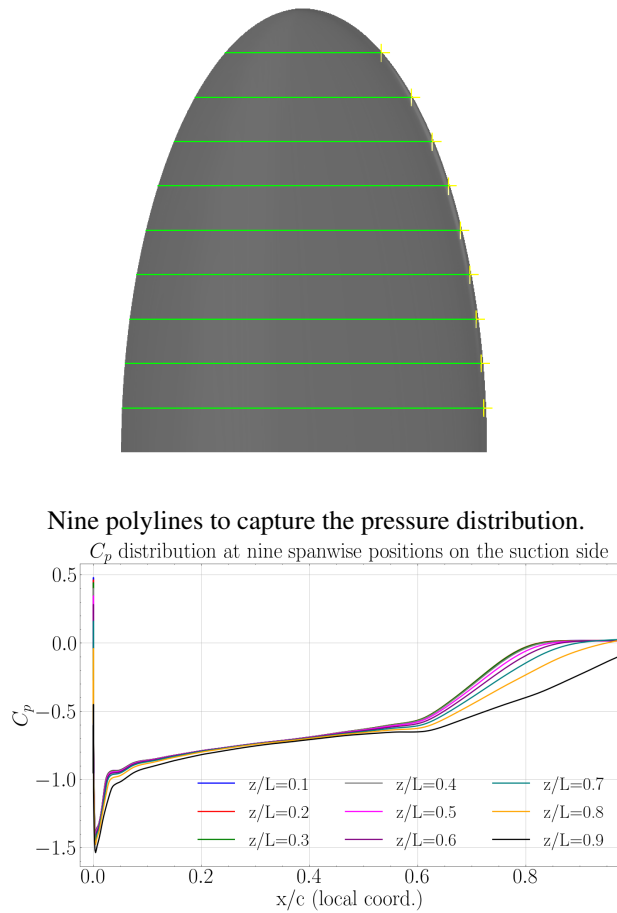 Nine polylines to capture the pressure distribution.
C_p distribution at nine spanwise positions on the suction side
0.5
0.0
−0.5
−1.0
−1.5
C_p
z/L=0.1 z/L=0.4 z/L=0.7
z/L=0.2 z/L=0.5 z/L=0.8
z/L=0.3 z/L=0.6 z/L=0.9
0.0 0.2 0.4 0.6 0.8
x/c (local coord.)